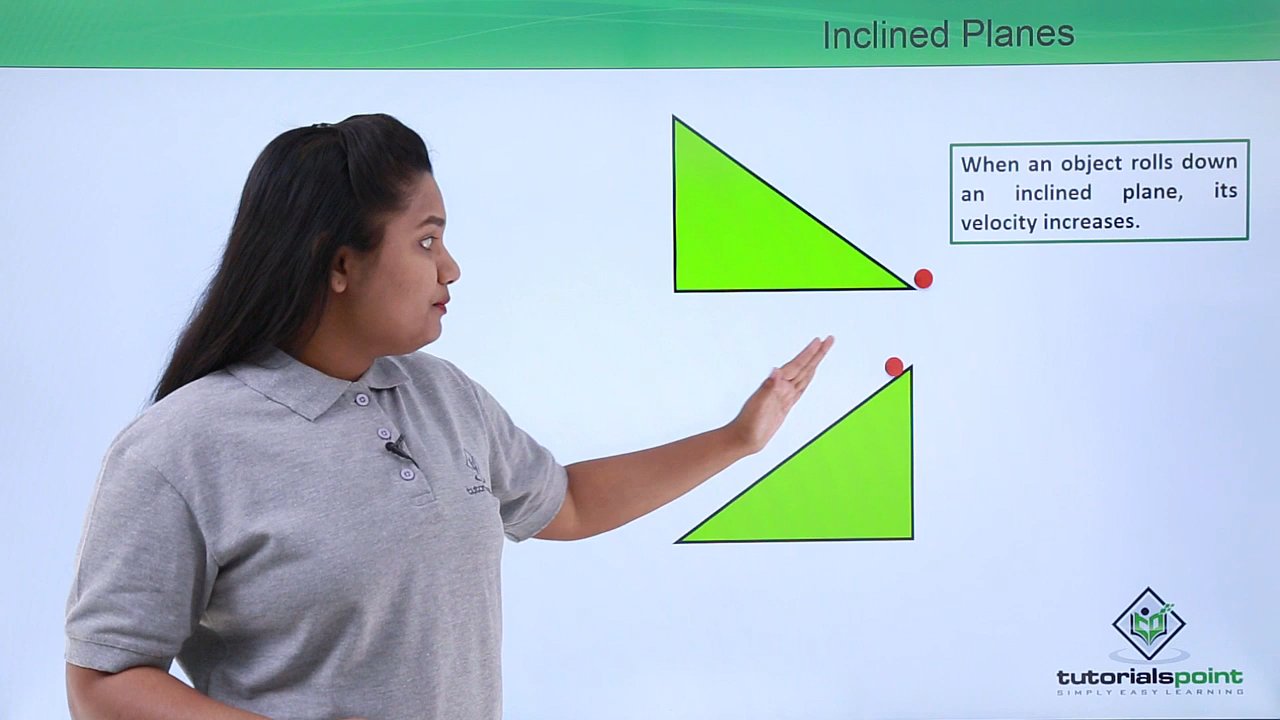 Inclined Planes
When an object rolls down
an inclined plane, its
velocity increases.
tutorialspoint
SIMPLY EASY LEARNING